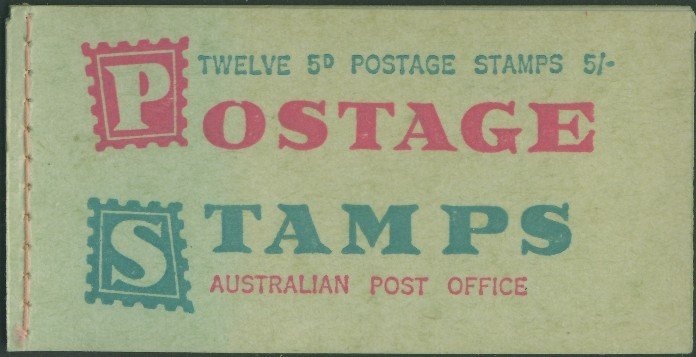 TWELVE 5D POSTAGE STAMPS 5/-
POSTAGE
STAMPS
AUSTRALIAN POST OFFICE